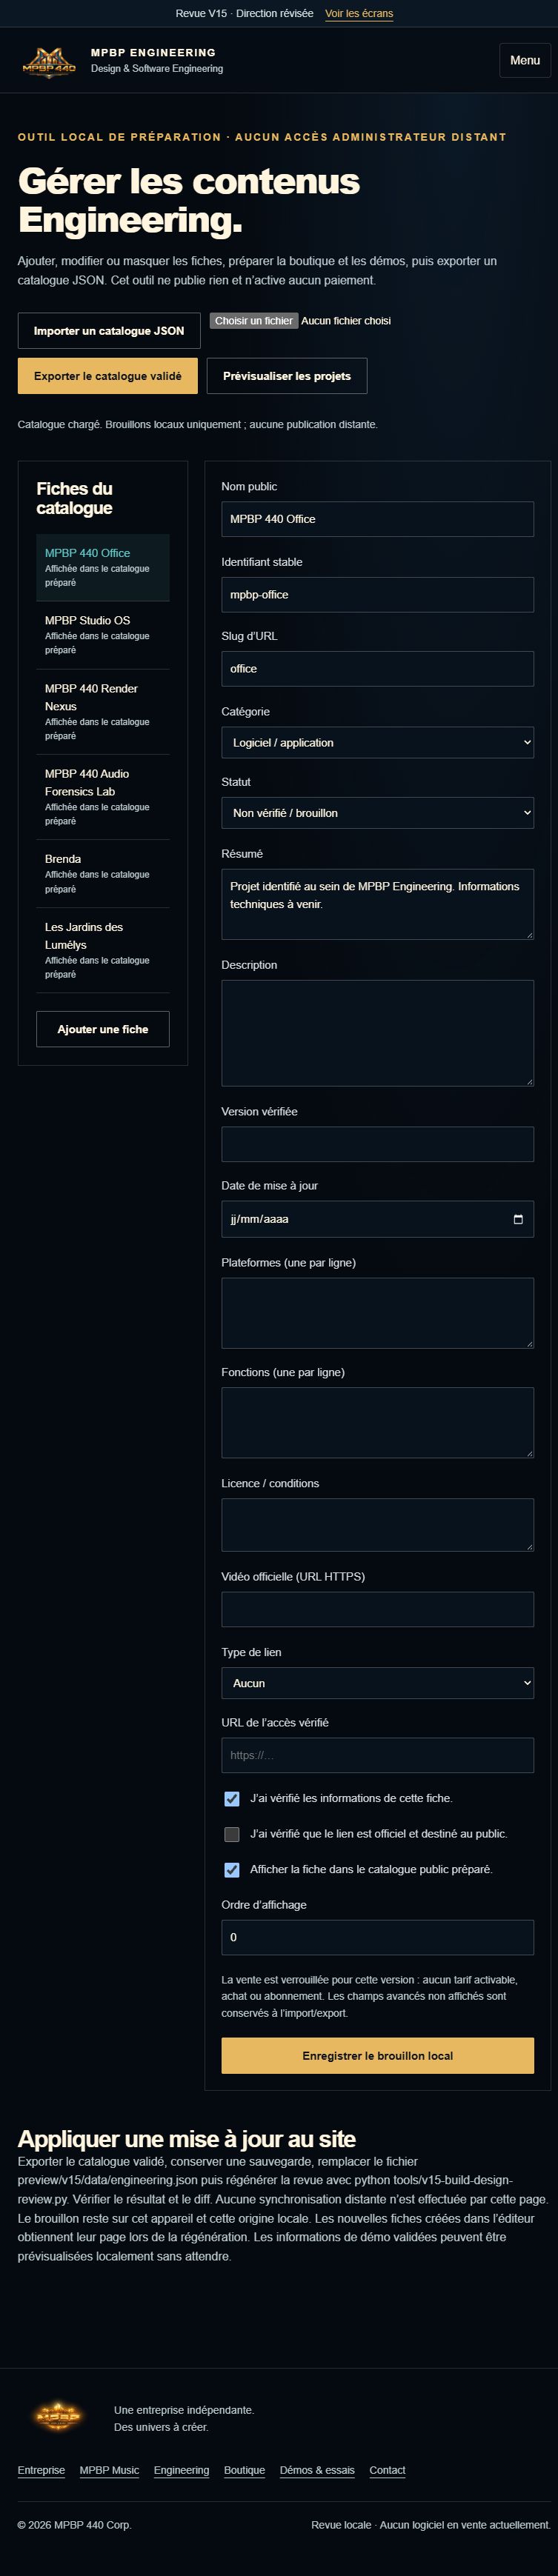 Revue V15 · Direction révisée Voir les écrans
MPBP 440
MPBP ENGINEERING
Design & Software Engineering
Menu
OUTIL LOCAL DE PRÉPARATION · AUCUN ACCÈS ADMINISTRATEUR DISTANT
Gérer les contenus
Engineering.
Ajouter, modifier ou masquer les fiches, préparer la boutique et les démos, puis exporter un
catalogue JSON. Cet outil ne publie rien et n’active aucun paiement.
Importer un catalogue JSON
Choisir un fichier Aucun fichier choisi
Exporter le catalogue validé
Prévisualiser les projets
Catalogue chargé. Brouillons locaux uniquement ; aucune publication distante.
Fiches du
catalogue
MPBP 440 Office
Affichée dans le catalogue
préparé
MPBP Studio OS
Affichée dans le catalogue
préparé
MPBP 440 Render
Nexus
Affichée dans le catalogue
préparé
MPBP 440 Audio
Forensics Lab
Affichée dans le catalogue
préparé
Brenda
Affichée dans le catalogue
préparé
Les Jardins des
Lumélys
Affichée dans le catalogue
préparé
Ajouter une fiche
Nom public
MPBP 440 Office
Identifiant stable
mpbp-office
Slug d’URL
office
Catégorie
Logiciel / application
Statut
Non vérifié / brouillon
Résumé
Projet identifié au sein de MPBP Engineering. Informations
techniques à venir.
Description
Version vérifiée
Date de mise à jour
jj/mm/aaaa
Plateformes (une par ligne)
Fonctions (une par ligne)
Licence / conditions
Vidéo officielle (URL HTTPS)
Type de lien
Aucun
URL de l’accès vérifié
https://...
J’ai vérifié les informations de cette fiche.
J’ai vérifié que le lien est officiel et destiné au public.
Afficher la fiche dans le catalogue public préparé.
Ordre d’affichage
0
La vente est verrouillée pour cette version : aucun tarif activable,
achat ou abonnement. Les champs avancés non affichés sont
conservés à l’import/export.
Enregistrer le brouillon local
Appliquer une mise à jour au site
Exporter le catalogue validé, conserver une sauvegarde, remplacer le fichier
preview/v15/data/engineering.json puis régénérer la revue avec python tools/v15-build-design-
review.py. Vérifier le résultat et le diff. Aucune synchronisation distante n’est effectuée par cette page.
Le brouillon reste sur cet appareil et cette origine locale. Les nouvelles fiches créées dans l’éditeur
obtiennent leur page lors de la régénération. Les informations de démo validées peuvent être
prévisualisées localement sans attendre.
Une entreprise indépendante.
Des univers à créer.
Entreprise MPBP Music Engineering Boutique Démos & essais Contact
© 2026 MPBP 440 Corp.
Revue locale · Aucun logiciel en vente actuellement.